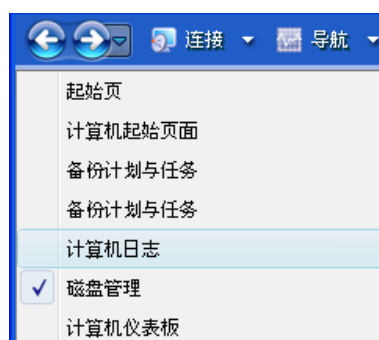 连接 导航
起始页
计算机起始页面
备份计划与任务
备份计划与任务
计算机日志
磁盘管理
计算机仪表板